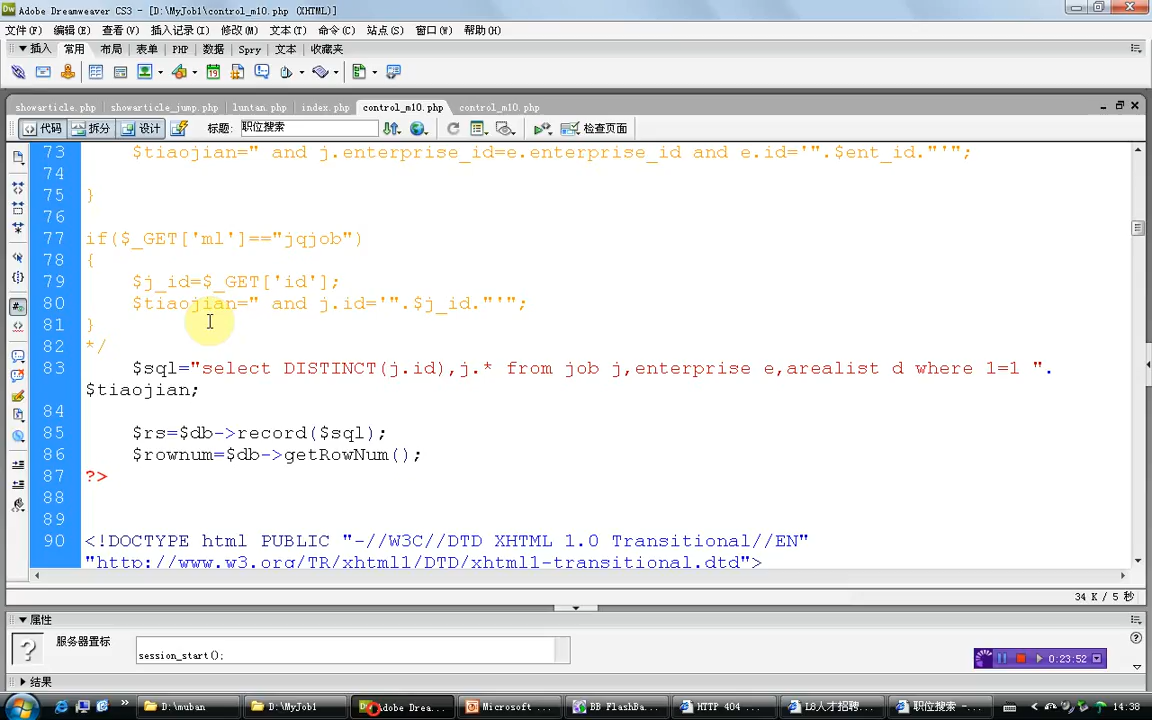 Adobe Dreamweaver CS3 - [D:\MyJob1\control_m10.php (XHTML)]
文件(F) 编辑(E) 查看(V) 插入记录(I) 修改(M) 文本(T) 命令(C) 站点(S) 窗口(W) 帮助(H)
▼ 插入 常用 布局 表单 PHP 数据 Spry 文本 收藏夹
showarticle.php showarticle_jump.php luntan.php index.php control_m10.php control_m10.php
代码 拆分 设计 标题: 职位搜索 检查页面
73 $tiaojian=" and j.enterprise_id=e.enterprise_id and e.id='".$ent_id."'";
74
75 }
76
77 if($_GET['ml']=="jqjob")
78 {
79 $j_id=$_GET['id'];
80 $tiaojian=" and j.id='".$j_id."'";
81 }
82 */
83 $sql="select DISTINCT(j.id),j.* from job j,enterprise e,arealist d where 1=1 ".
$tiaojian;
84
85 $rs=$db->record($sql);
86 $rownum=$db->getRowNum();
87 ?>
88
89
90 <!DOCTYPE html PUBLIC "-//W3C//DTD XHTML 1.0 Transitional//EN"
"http://www.w3.org/TR/xhtml1/DTD/xhtml1-transitional.dtd">
34 K / 5 秒
▼ 属性
服务器置标
session_start();
0:23:52
▶ 结果
D:\muban D:\MyJob1 Adobe Drea... Microsoft ... BB FlashBa... HTTP 404 ... L8人才招聘... 职位搜索 -... 14:38